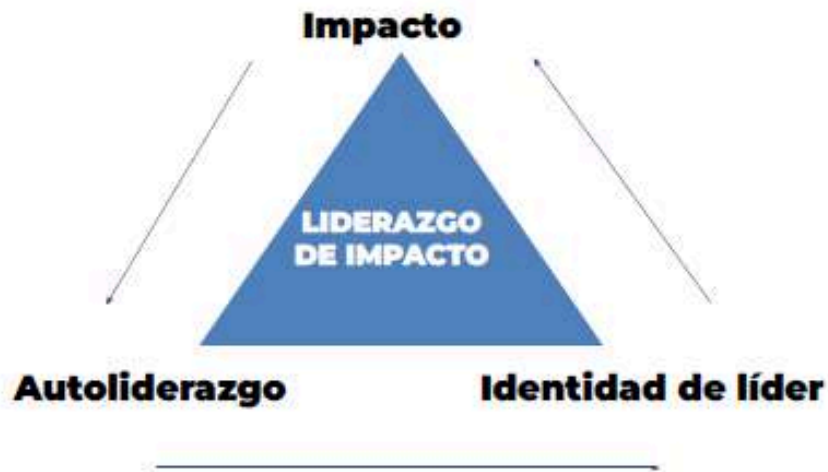 Impacto
LIDERAZGO
DE IMPACTO
Autoliderazgo
Identidad de líder